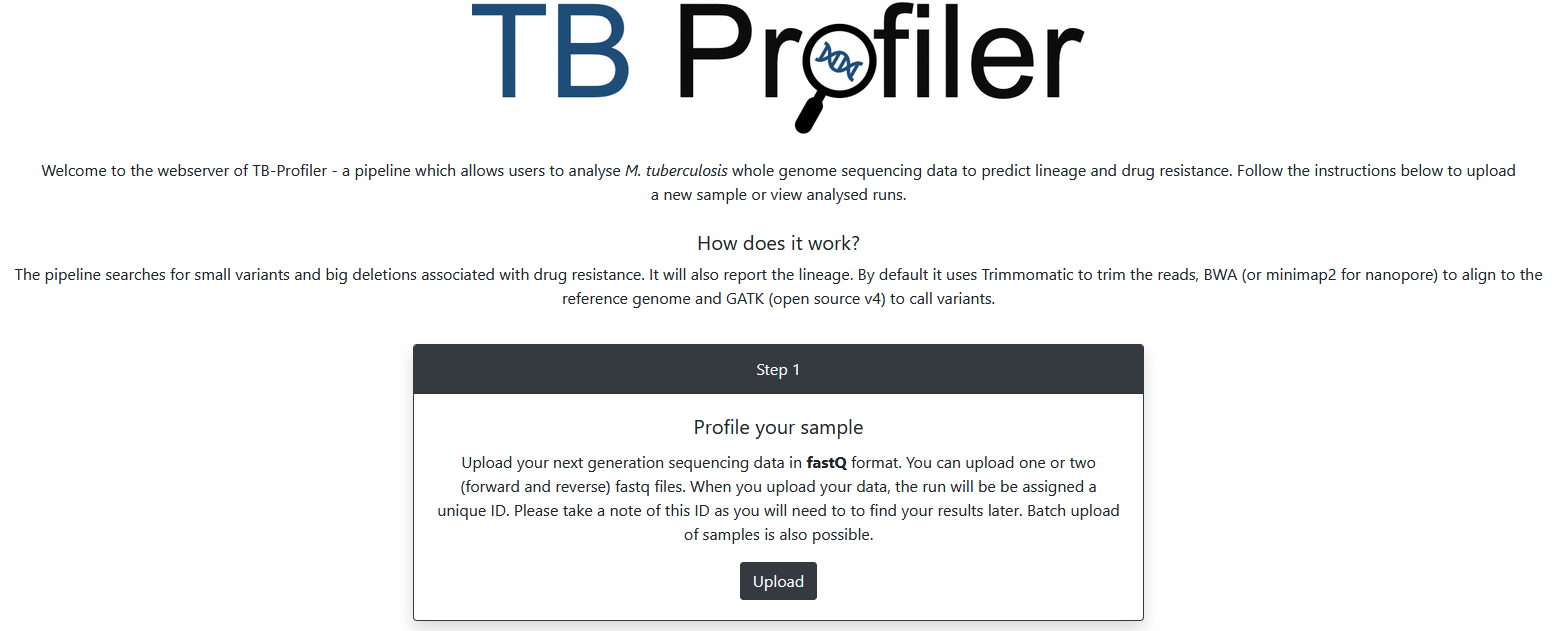 TB Profiler
Welcome to the webserver of TB-Profiler - a pipeline which allows users to analyse M. tuberculosis whole genome sequencing data to predict lineage and drug resistance. Follow the instructions below to upload
a new sample or view analysed runs.
How does it work?
The pipeline searches for small variants and big deletions associated with drug resistance. It will also report the lineage. By default it uses Trimmomatic to trim the reads, BWA (or minimap2 for nanopore) to align to the
reference genome and GATK (open source v4) to call variants.
Step 1
Profile your sample
Upload your next generation sequencing data in fastQ format. You can upload one or two
(forward and reverse) fastq files. When you upload your data, the run will be be assigned a
unique ID. Please take a note of this ID as you will need to to find your results later. Batch upload
of samples is also possible.
Upload